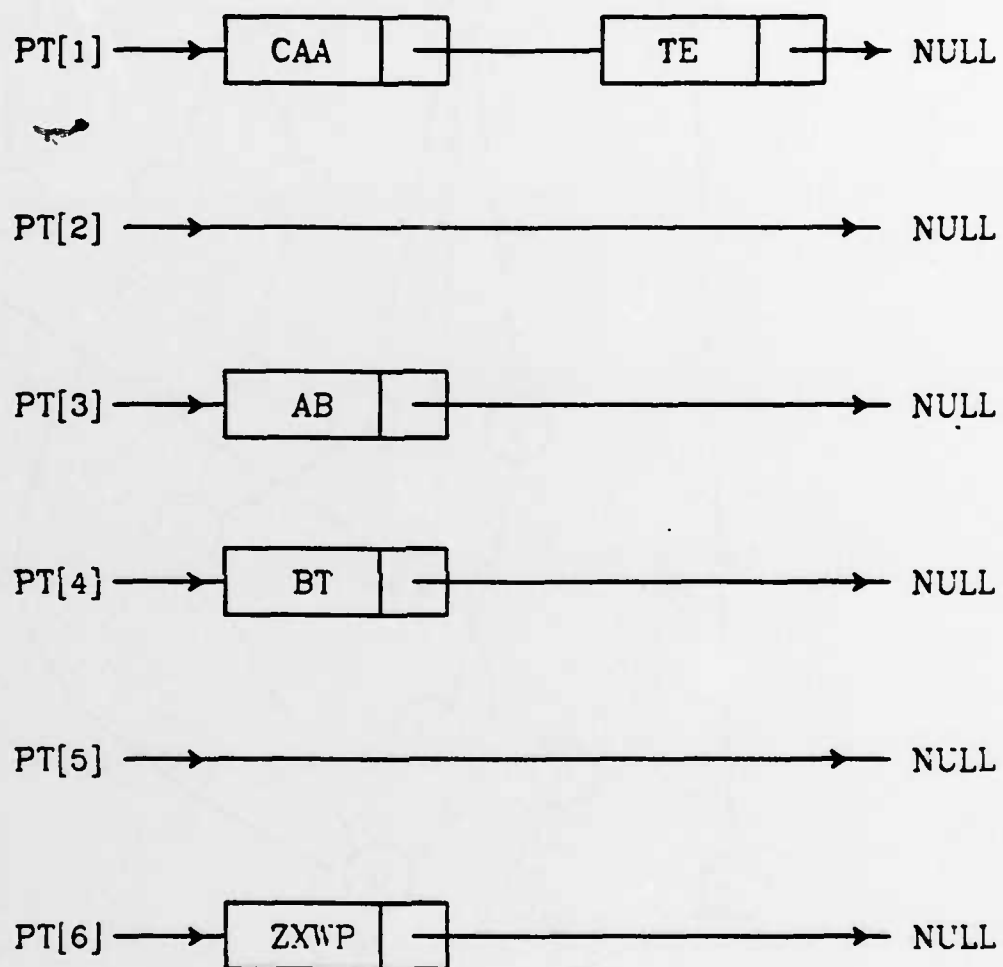 PT[1] CAA TE NULL
PT[2] NULL
PT[3] AB NULL
PT[4] BT NULL
PT[5] NULL
PT[6] ZXWP NULL